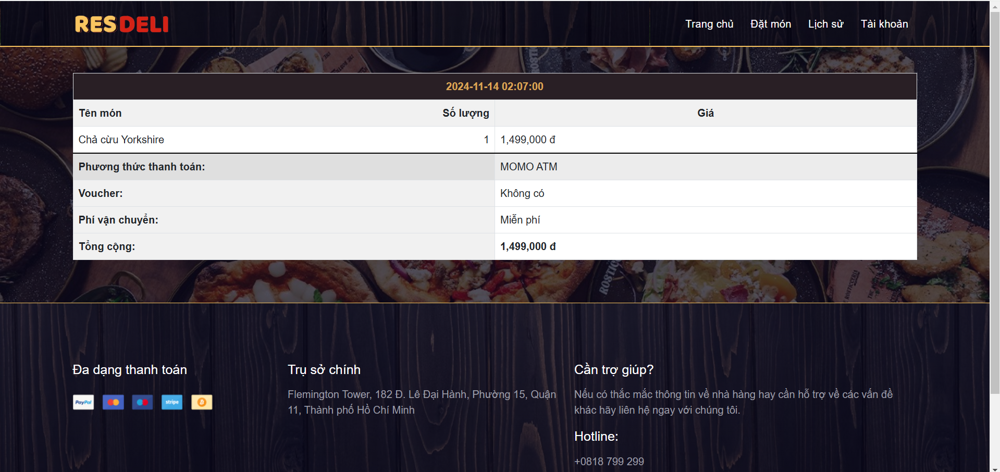 RES DELI
Trang chủ Đặt món Lịch sử Tài khoản
2024-11-14 02:07:00
Tên món Số lượng Giá
Chả cừu Yorkshire 1 1,499,000 đ
Phương thức thanh toán: MOMO ATM
Voucher: Không có
Phí vận chuyển: Miễn phí
Tổng cộng: 1,499,000 đ
ROSTIC
Đa dạng thanh toán
PayPal
stripe
Trụ sở chính
Flemington Tower, 182 Đ. Lê Đại Hành, Phường 15, Quận
11, Thành phố Hồ Chí Minh
Cần trợ giúp?
Nếu có thắc mắc thông tin về nhà hàng hay cần hỗ trợ về các vấn đề
khác hãy liên hệ ngay với chúng tôi.
Hotline:
+0818 799 299